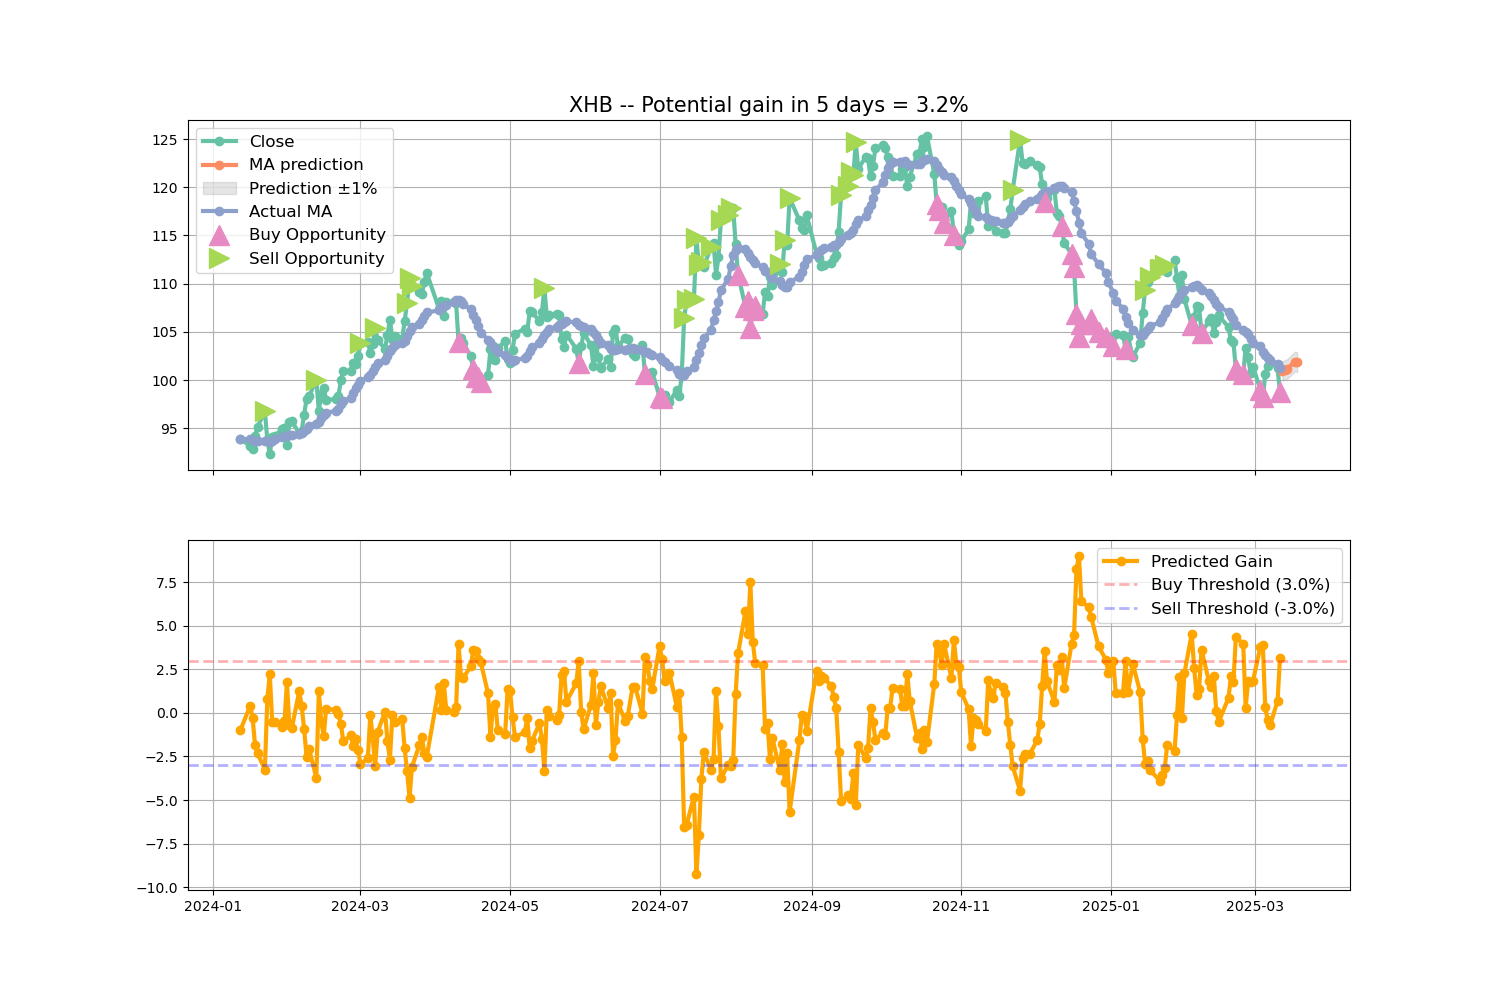 XHB -- Potential gain in 5 days = 3.2%
125
120
115
110
105
100
95
Close
MA prediction
Prediction ±1%
Actual MA
Buy Opportunity
Sell Opportunity
7.5
5.0
2.5
0.0
−2.5
−5.0
−7.5
−10.0
Predicted Gain
Buy Threshold (3.0%)
Sell Threshold (-3.0%)
2024-01
2024-03
2024-05
2024-07
2024-09
2024-11
2025-01
2025-03